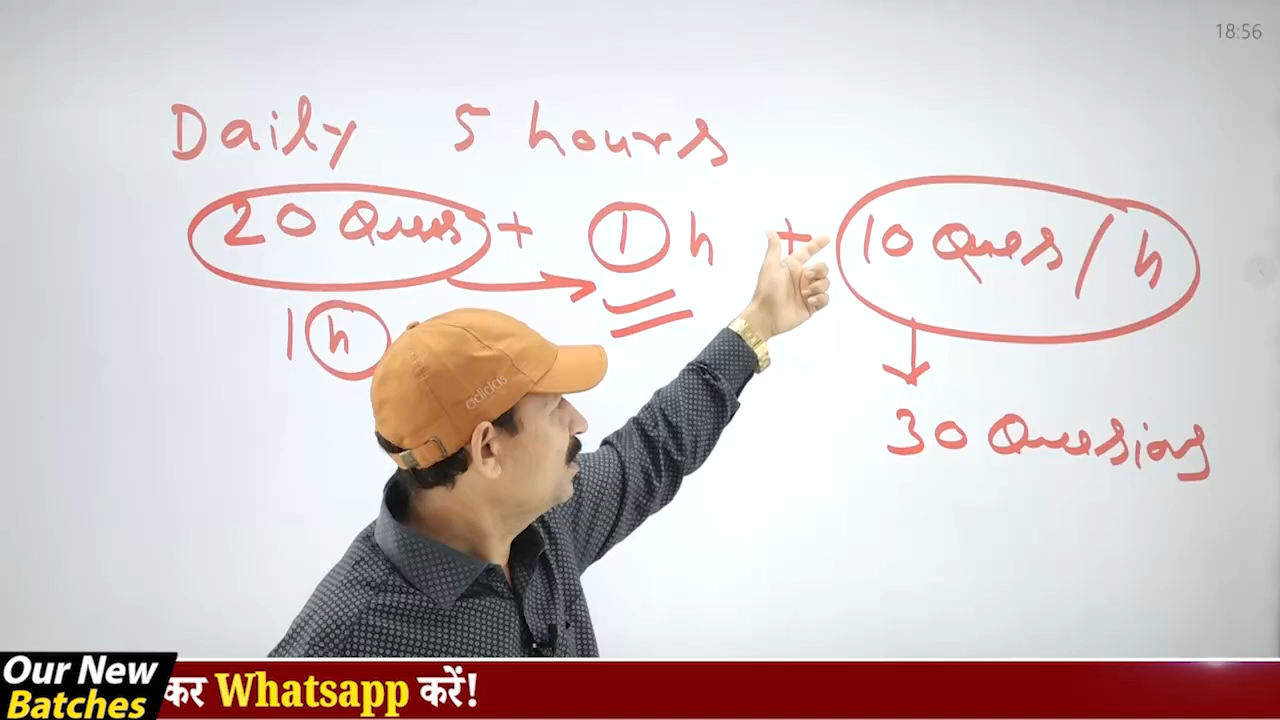 18:56
Daily 5 hours
20 Ques + 1 h + 10 Ques / h
1 h
30 Quesions
adidas
Our New
Batches
कर Whatsapp करें!